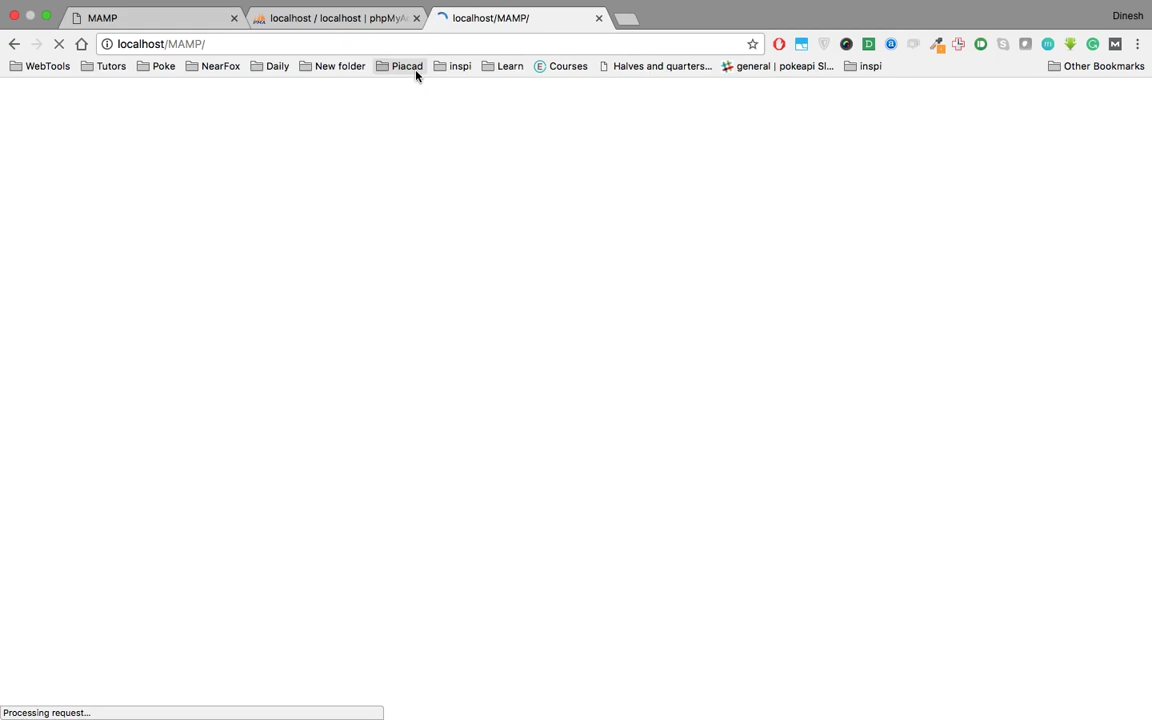 MAMP
localhost / localhost | phpMyA
localhost/MAMP/
Dinesh
localhost/MAMP/
WebTools Tutors Poke NearFox Daily New folder Piacad inspi Learn Courses Halves and quarters... general | pokeapi Sl... inspi Other Bookmarks
Processing request...